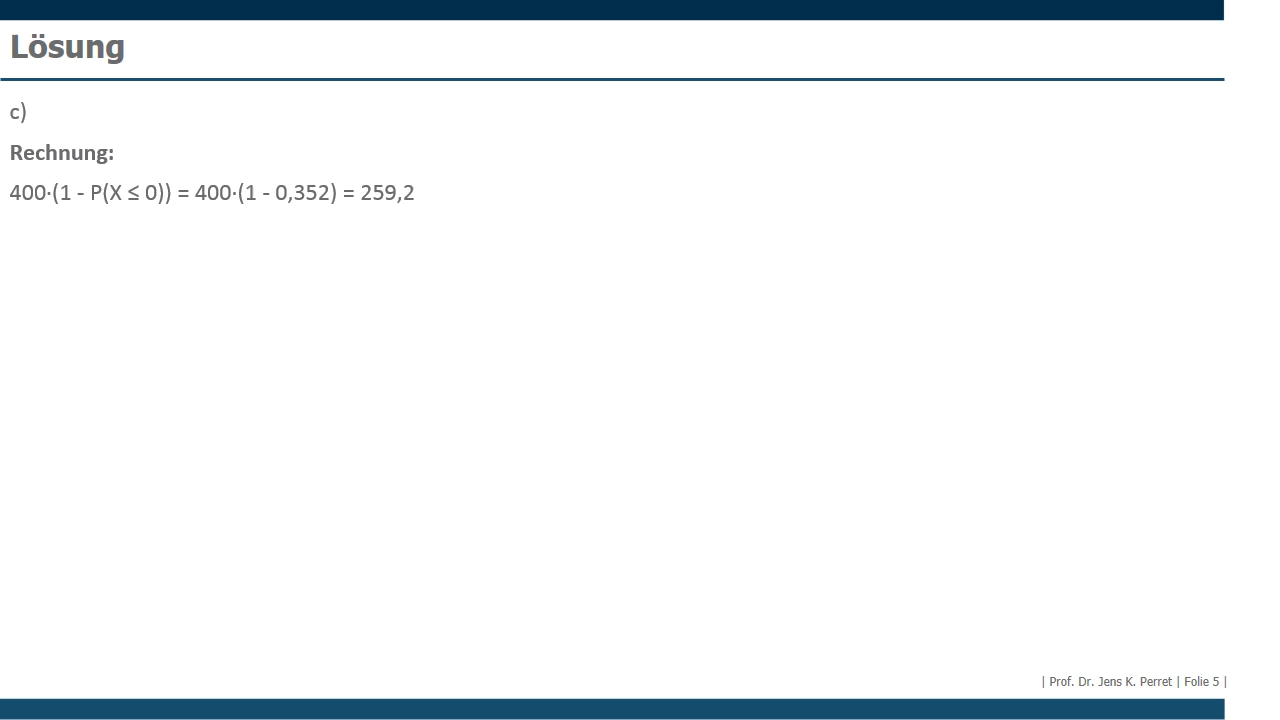 Lösung
c)
Rechnung:
400·(1 - P(X ≤ 0)) = 400·(1 - 0,352) = 259,2
| Prof. Dr. Jens K. Perret | Folie 5 |